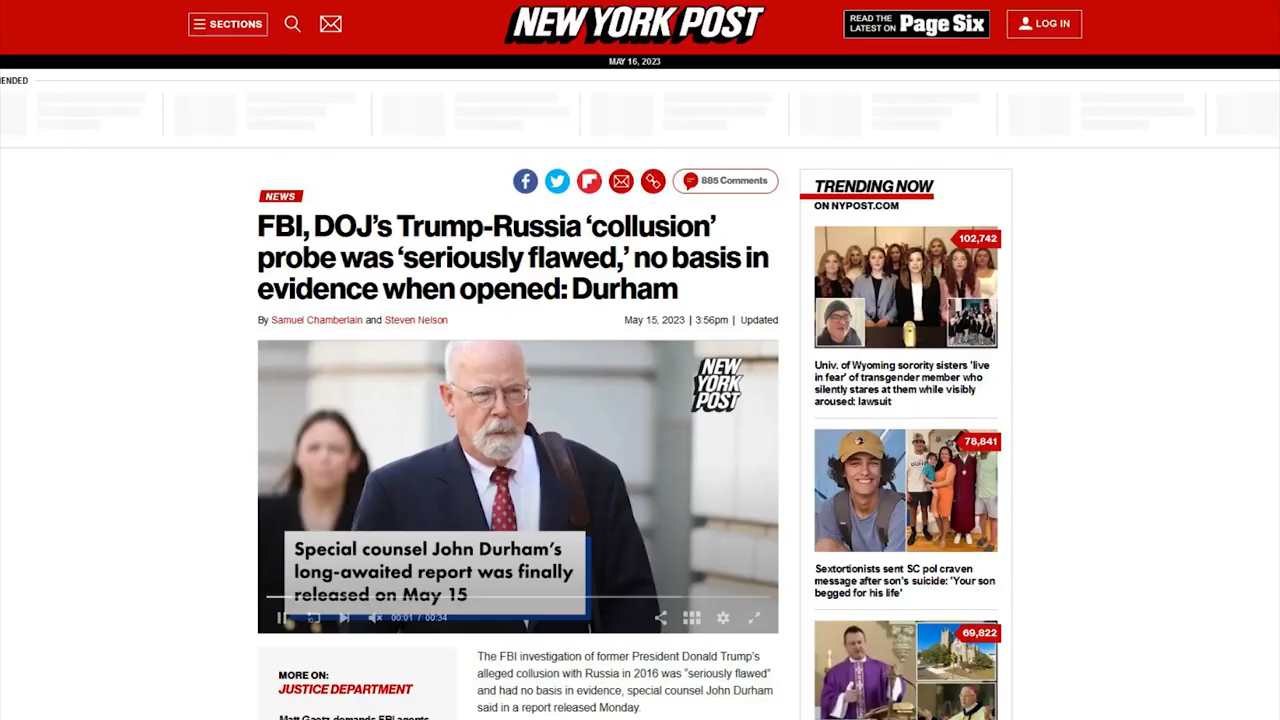 SECTIONS
NEW YORK POST
READ THE
LATEST ON
Page Six
LOG IN
MAY 16, 2023
ENDED
885 Comments
NEWS
FBI, DOJ’s Trump-Russia ‘collusion’
probe was ‘seriously flawed,’ no basis in
evidence when opened: Durham
By Samuel Chamberlain and Steven Nelson
May 15, 2023 | 3:56pm | Updated
NEW
YORK
POST
Special counsel John Durham’s
long-awaited report was finally
released on May 15
00:01 / 00:34
MORE ON:
JUSTICE DEPARTMENT
Matt Gaetz demands FBI agents
The FBI investigation of former President Donald Trump’s
alleged collusion with Russia in 2016 was “seriously flawed”
and had no basis in evidence, special counsel John Durham
said in a report released Monday.
TRENDING NOW
ON NYPOST.COM
102,742
Univ. of Wyoming sorority sisters 'live
in fear' of transgender member who
silently stares at them while visibly
aroused: lawsuit
78,841
Sextortionists sent SC pol craven
message after son's suicide: 'Your son
begged for his life'
69,822